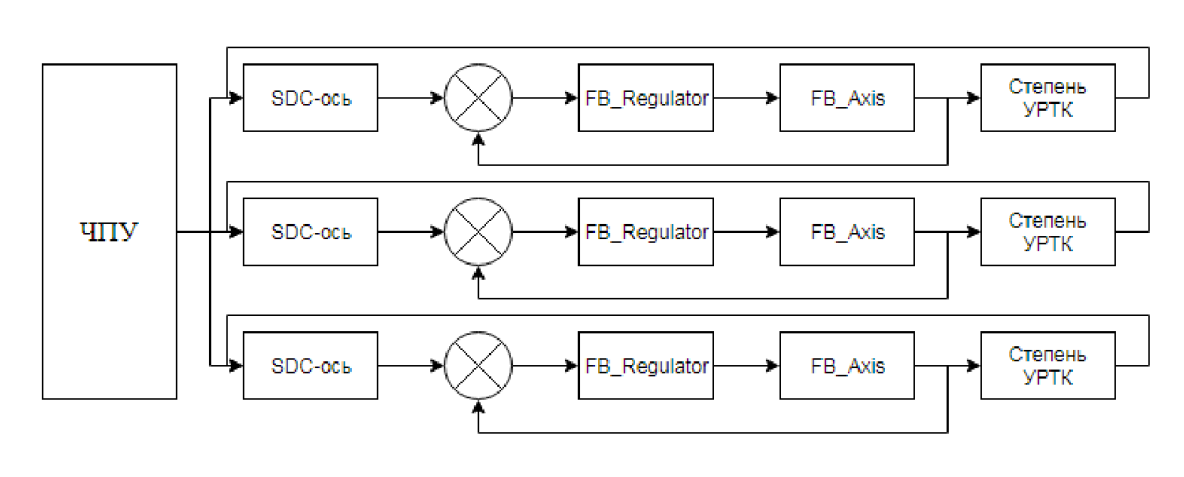 SDC-ось
FB_Regulator
FB_Axis
Степень
УРТК
ЧПУ
SDC-ось
FB_Regulator
FB_Axis
Степень
УРТК
SDC-ось
FB_Regulator
FB_Axis
Степень
УРТК